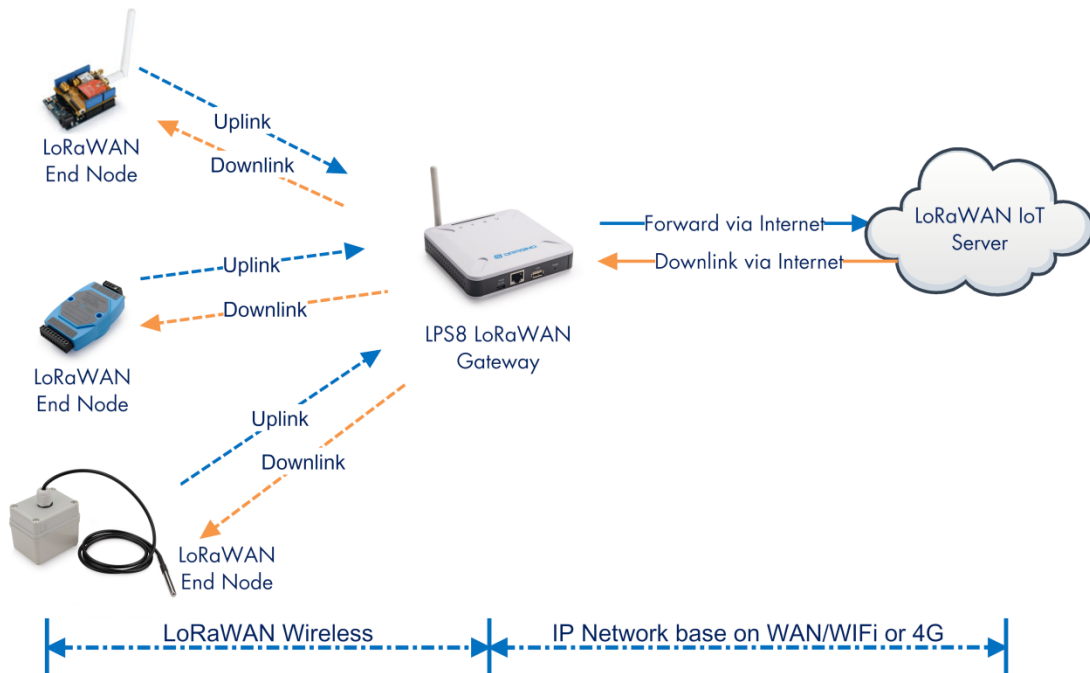 LoRaWAN
End Node
Uplink
Downlink
LoRaWAN
End Node
Uplink
Downlink
LoRaWAN
End Node
Uplink
Downlink
DRAGINO
LPS8 LoRaWAN
Gateway
Forward via Internet
Downlink via Internet
LoRaWAN IoT
Server
LoRaWAN Wireless
IP Network base on WAN/WIFi or 4G